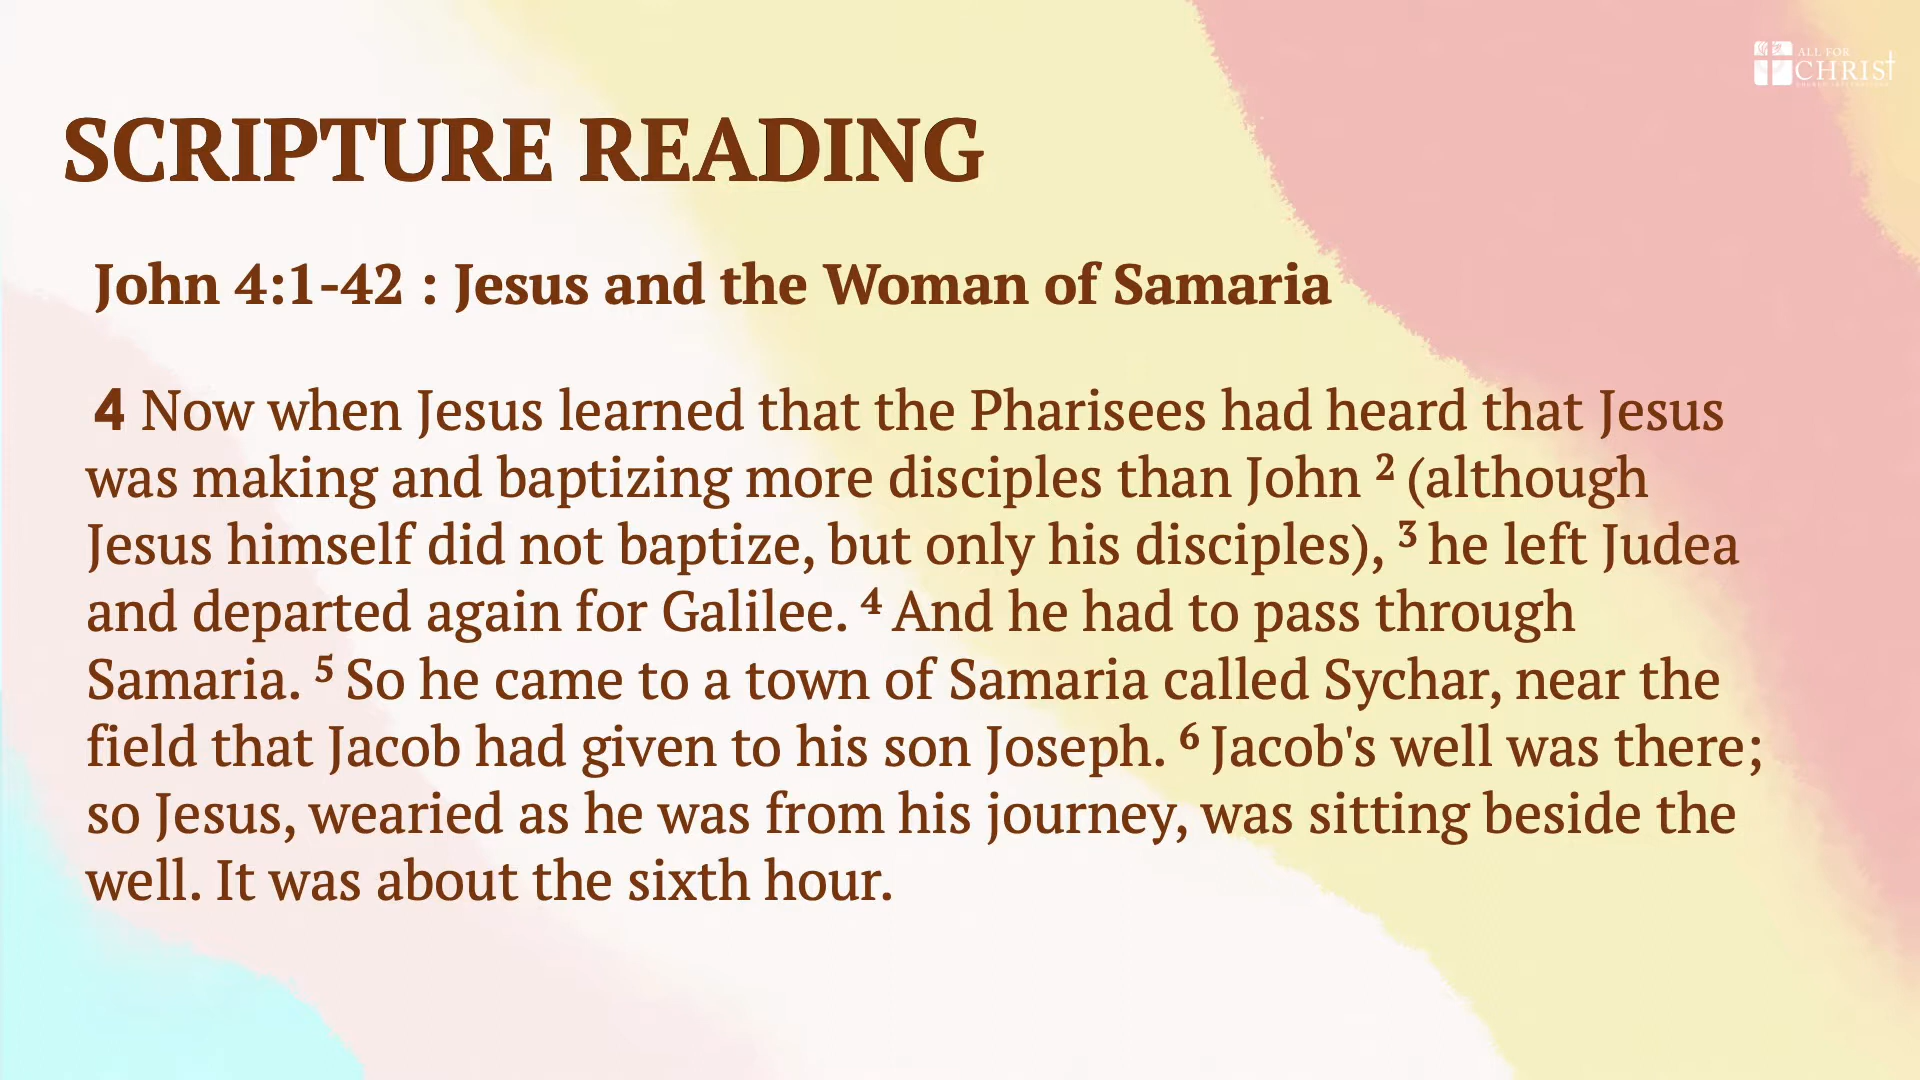 ALL FOR
CHRIST
SCRIPTURE READING
John 4:1-42 : Jesus and the Woman of Samaria
4 Now when Jesus learned that the Pharisees had heard that Jesus
was making and baptizing more disciples than John ² (although
Jesus himself did not baptize, but only his disciples), ³ he left Judea
and departed again for Galilee. ⁴ And he had to pass through
Samaria. ⁵ So he came to a town of Samaria called Sychar, near the
field that Jacob had given to his son Joseph. ⁶ Jacob's well was there;
so Jesus, wearied as he was from his journey, was sitting beside the
well. It was about the sixth hour.